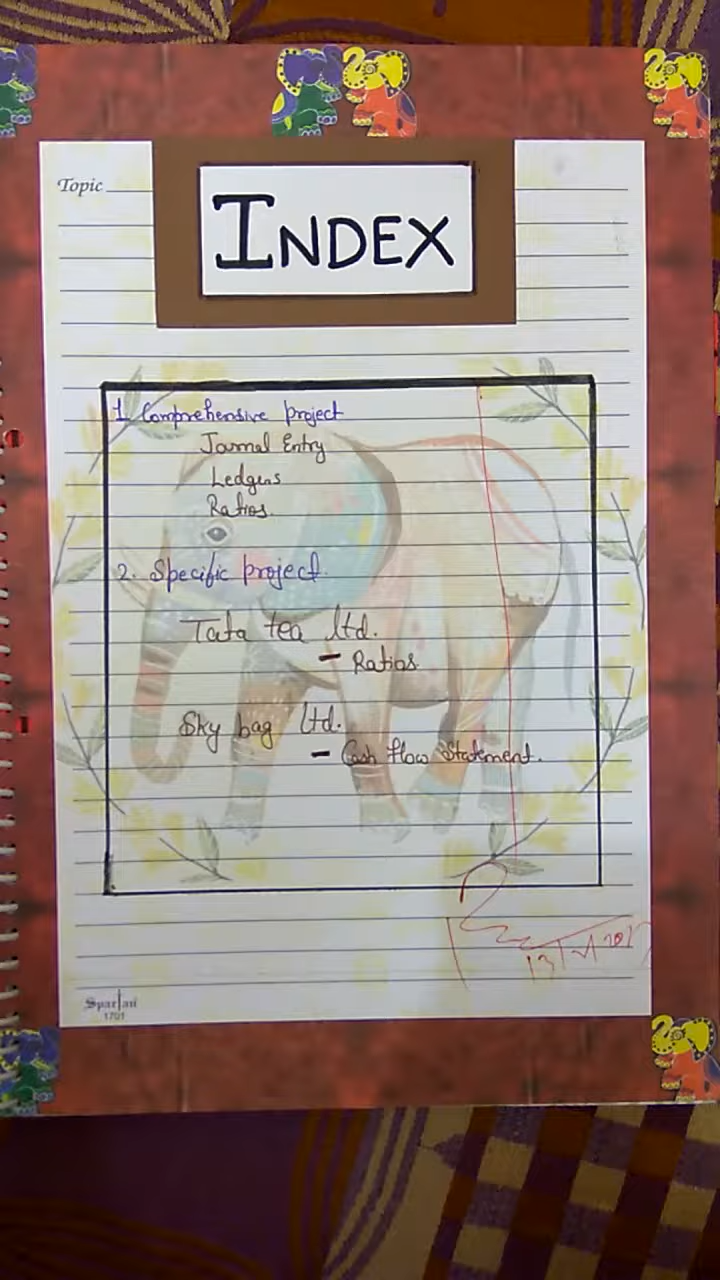 Topic
INDEX
1. Comprehensive project
Journal Entry
Ledgers
Ratios.
2. Specific project.
Tata tea ltd.
- Ratios
Sky bag ltd.
- Cash flow Statement.
Spartan
1701